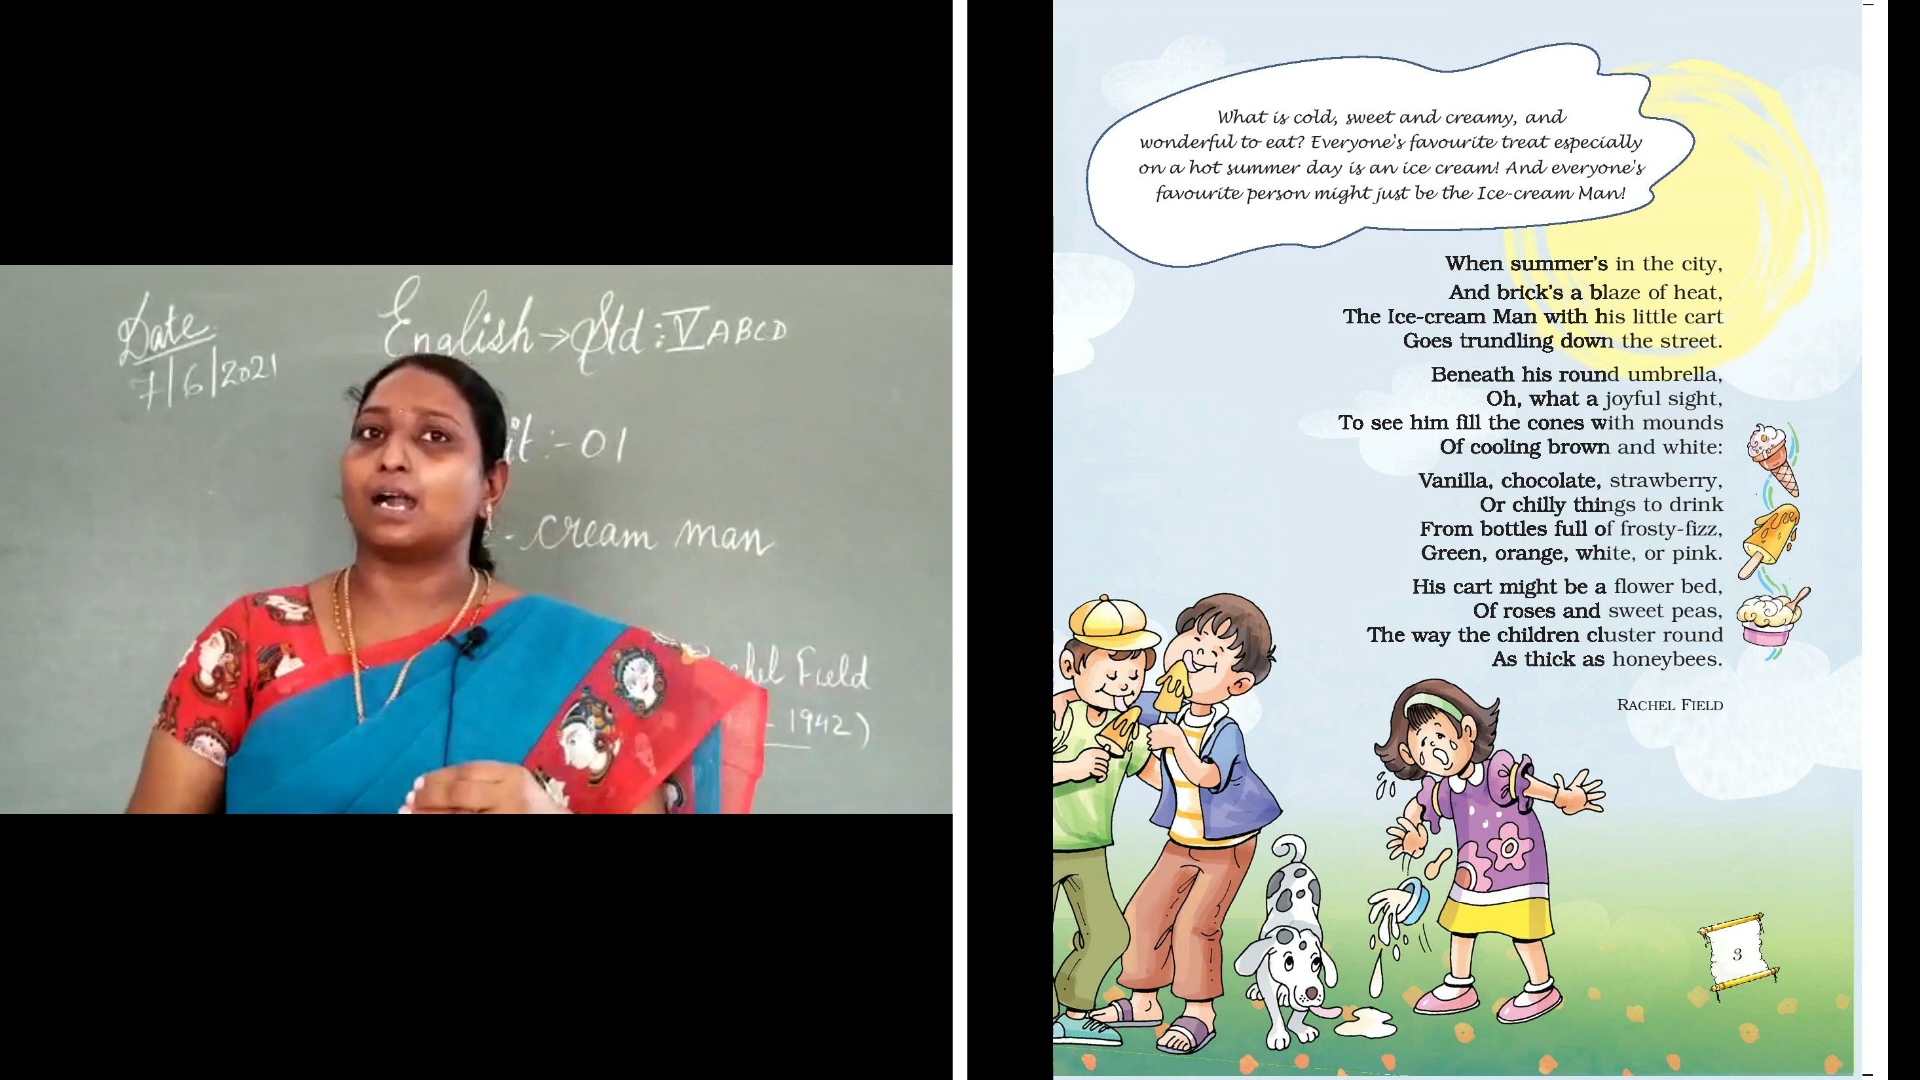 Date
7/6/2021
English → Std : V ABCD
:- 01
- cream man
Field
- 1942)
What is cold, sweet and creamy, and
wonderful to eat? Everyone's favourite treat especially
on a hot summer day is an ice cream! And everyone's
favourite person might just be the Ice-cream Man!
When summer's in the city,
And brick's a blaze of heat,
The Ice-cream Man with his little cart
Goes trundling down the street.
Beneath his round umbrella,
Oh, what a joyful sight,
To see him fill the cones with mounds
Of cooling brown and white:
Vanilla, chocolate, strawberry,
Or chilly things to drink
From bottles full of frosty-fizz,
Green, orange, white, or pink.
His cart might be a flower bed,
Of roses and sweet peas,
The way the children cluster round
As thick as honeybees.
RACHEL FIELD
3